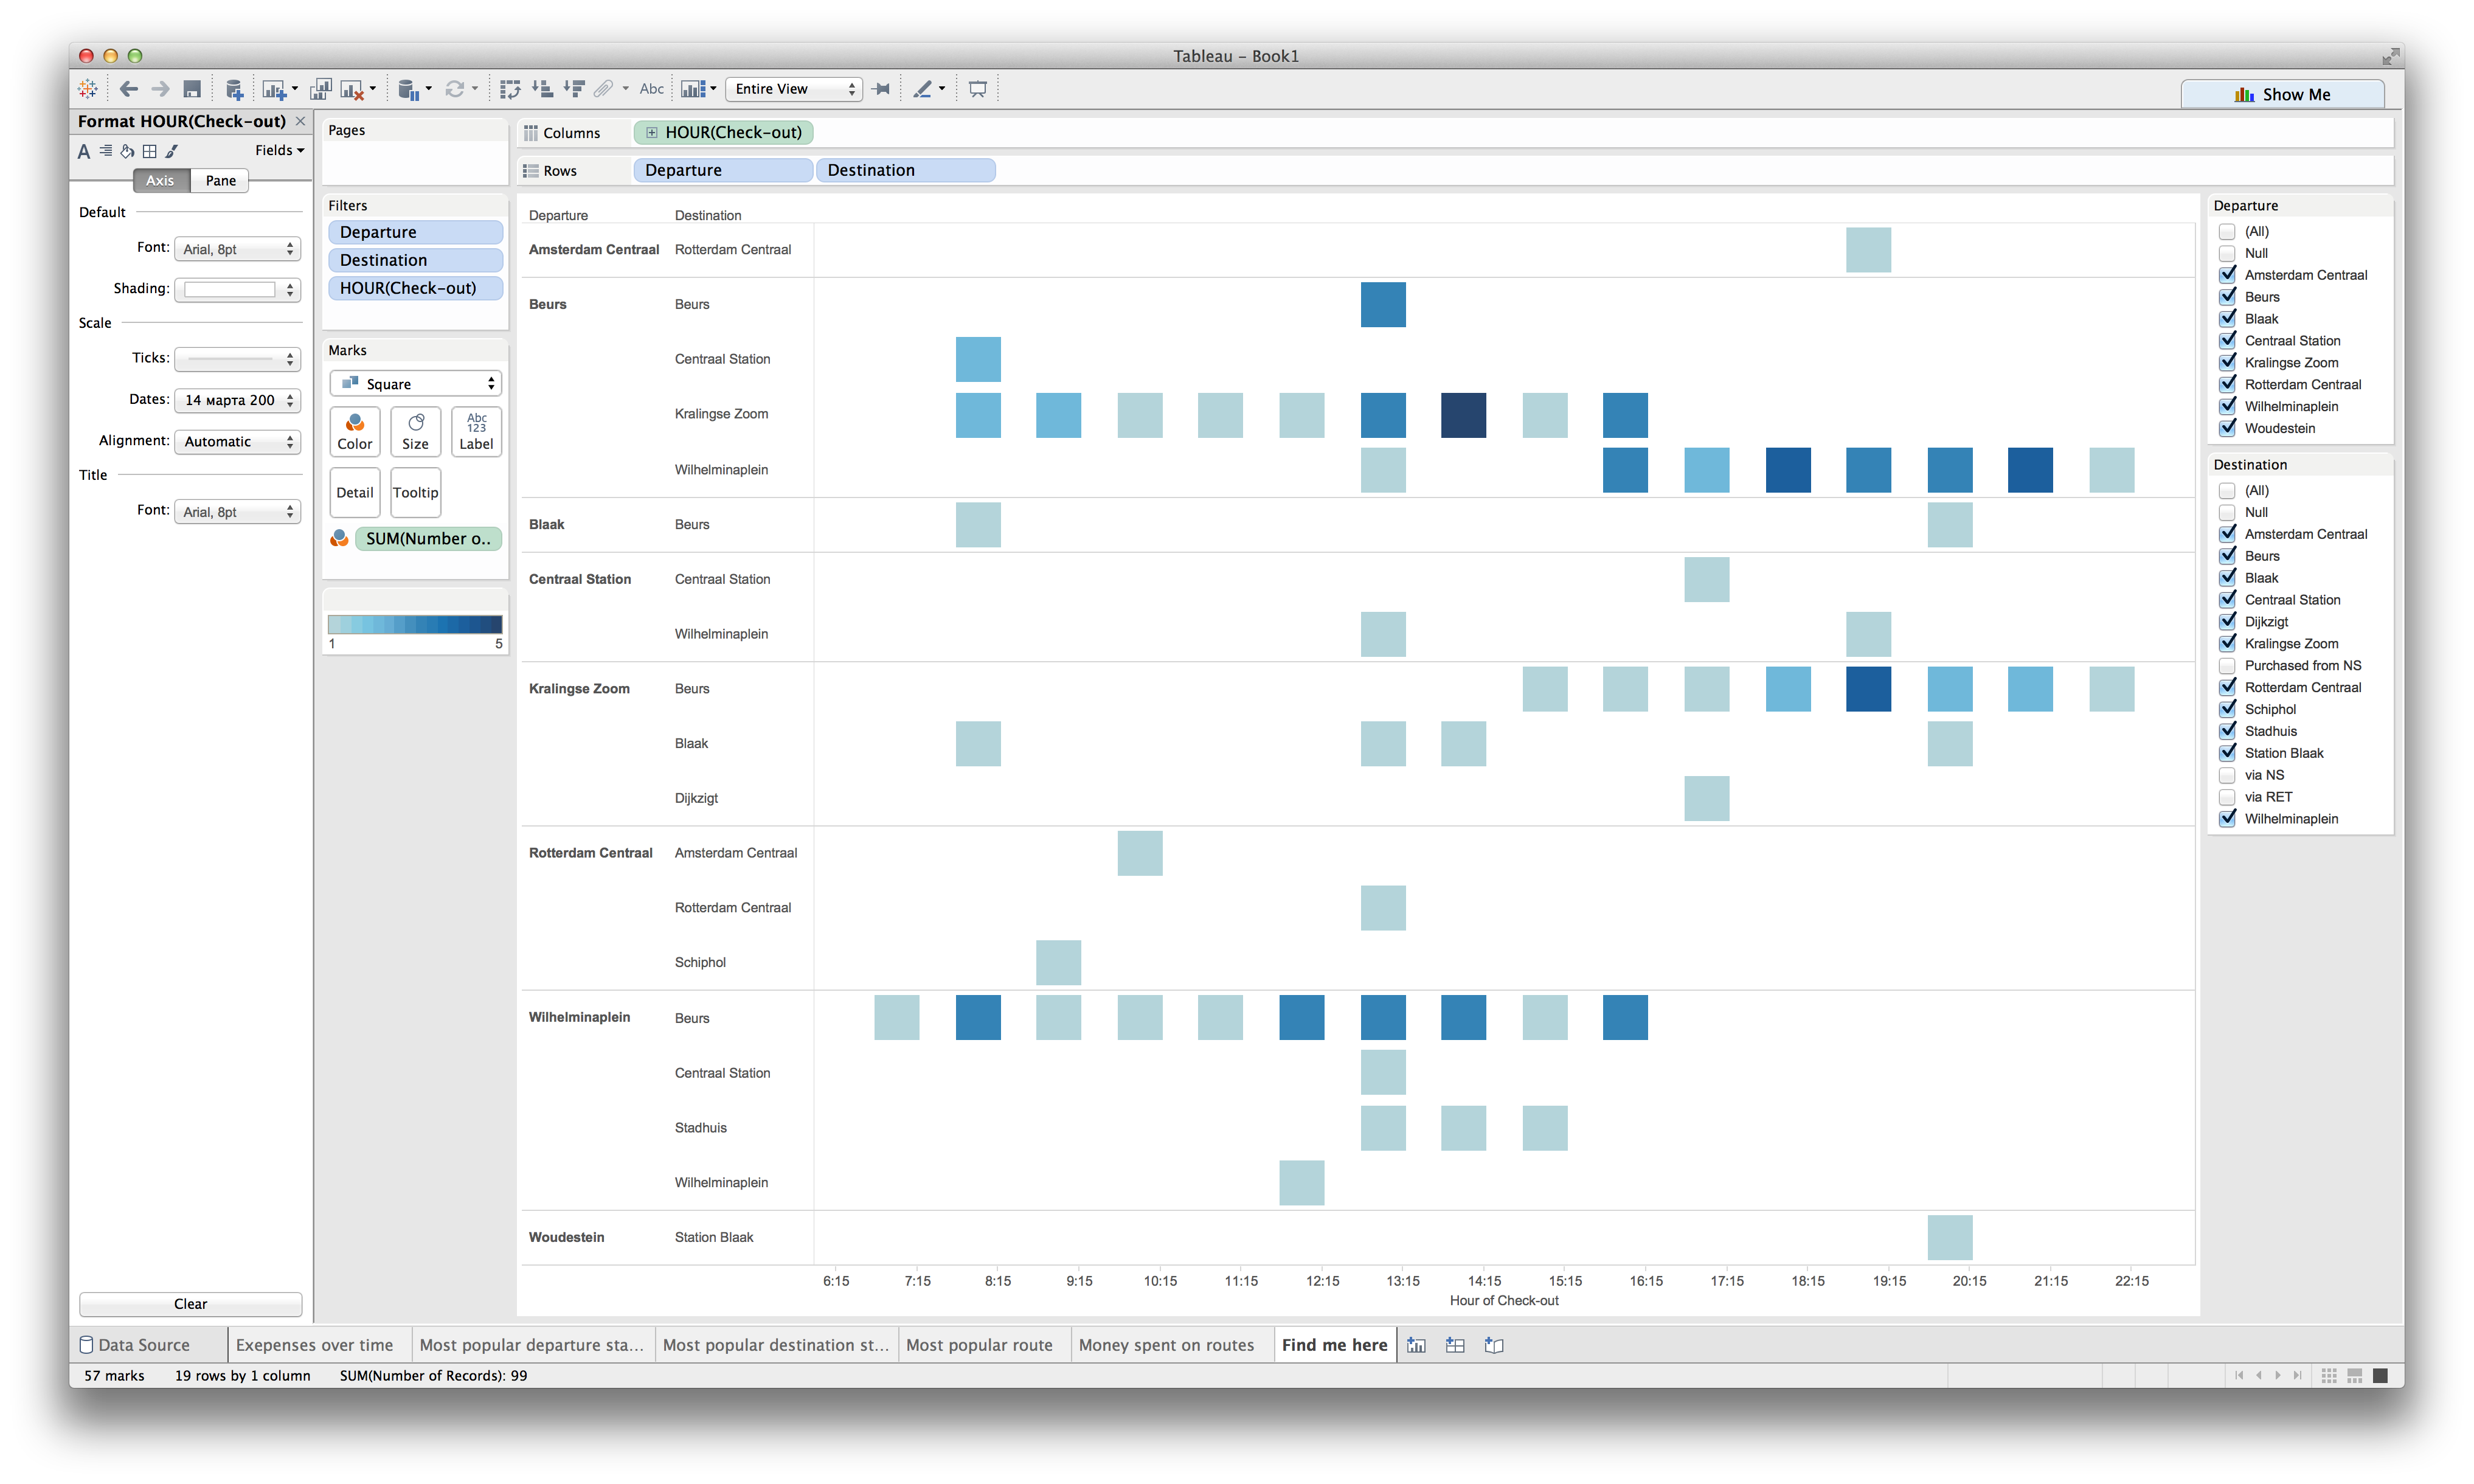 Tableau – Book1
Abc
Entire View
Show Me
Format HOUR(Check-out)
Fields
Axis
Pane
Default
Font: Arial, 8pt
Shading:
Scale
Ticks:
Dates: 14 марта 200
Alignment: Automatic
Title
Font: Arial, 8pt
Clear
Pages
Filters
Departure
Destination
HOUR(Check-out)
Marks
Square
Color
Size
Abc
123
Label
Detail
Tooltip
SUM(Number o..
1 5
Columns HOUR(Check-out)
Rows Departure Destination
Departure Destination
Amsterdam Centraal Rotterdam Centraal
Beurs Beurs
Centraal Station
Kralingse Zoom
Wilhelminaplein
Blaak Beurs
Centraal Station Centraal Station
Wilhelminaplein
Kralingse Zoom Beurs
Blaak
Dijkzigt
Rotterdam Centraal Amsterdam Centraal
Rotterdam Centraal
Schiphol
Wilhelminaplein Beurs
Centraal Station
Stadhuis
Wilhelminaplein
Woudestein Station Blaak
6:15 7:15 8:15 9:15 10:15 11:15 12:15 13:15 14:15 15:15 16:15 17:15 18:15 19:15 20:15 21:15 22:15
Hour of Check-out
Departure
(All)
Null
Amsterdam Centraal
Beurs
Blaak
Centraal Station
Kralingse Zoom
Rotterdam Centraal
Wilhelminaplein
Woudestein
Destination
(All)
Null
Amsterdam Centraal
Beurs
Blaak
Centraal Station
Dijkzigt
Kralingse Zoom
Purchased from NS
Rotterdam Centraal
Schiphol
Stadhuis
Station Blaak
via NS
via RET
Wilhelminaplein
Data Source
Exepenses over time
Most popular departure sta...
Most popular destination st...
Most popular route
Money spent on routes
Find me here
57 marks 19 rows by 1 column SUM(Number of Records): 99